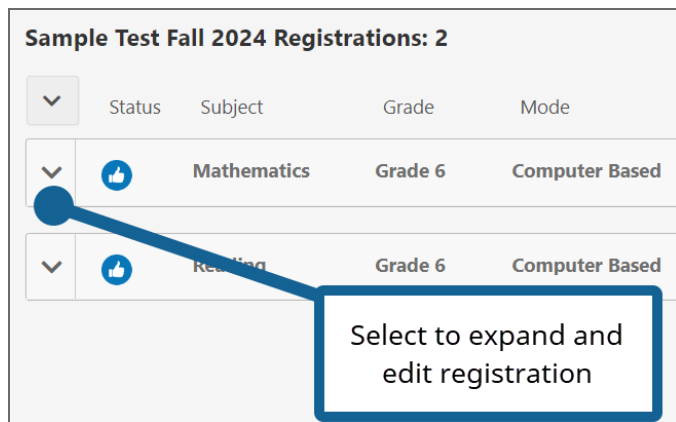 Sample Test Fall 2024 Registrations: 2
Status Subject Grade Mode
Mathematics Grade 6 Computer Based
Reading Grade 6 Computer Based
Select to expand and
edit registration